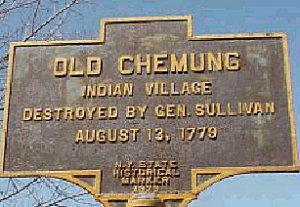 OLD CHEMUNG
INDIAN VILLAGE
DESTROYED BY GEN. SULLIVAN
AUGUST 13, 1779
N.Y. STATE
HISTORICAL
MARKER